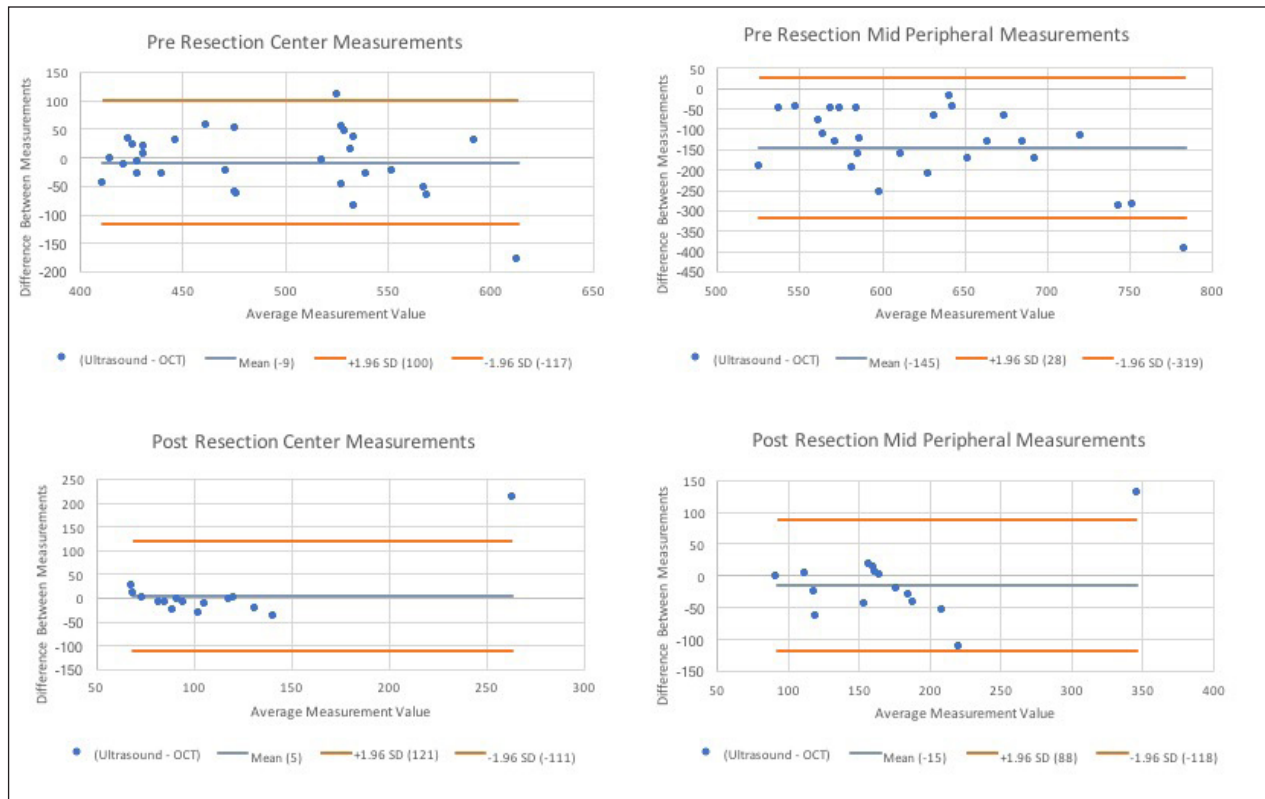 Pre Resection Center Measurements
Difference Between Measurements
150
100
50
0
-50
-100
-150
-200
400
450
500
550
600
650
Average Measurement Value
(Ultrasound - OCT)
Mean (-9)
+1.96 SD (100)
-1.96 SD (-117)
Pre Resection Mid Peripheral Measurements
Difference Between Measurements
50
0
-50
-100
-150
-200
-250
-300
-350
-400
-450
500
550
600
650
700
750
800
Average Measurement Value
(Ultrasound - OCT)
Mean (-145)
+1.96 SD (28)
-1.96 SD (-319)
Post Resection Center Measurements
Difference Between Measurements
250
200
150
100
50
0
-50
-100
-150
50
100
150
200
250
300
Average Measurement Value
(Ultrasound - OCT)
Mean (5)
+1.96 SD (121)
-1.96 SD (-111)
Post Resection Mid Peripheral Measurements
Difference Between Measurements
150
100
50
0
-50
-100
-150
50
100
150
200
250
300
350
400
Average Measurement Value
(Ultrasound - OCT)
Mean (-15)
+1.96 SD (88)
-1.96 SD (-118)